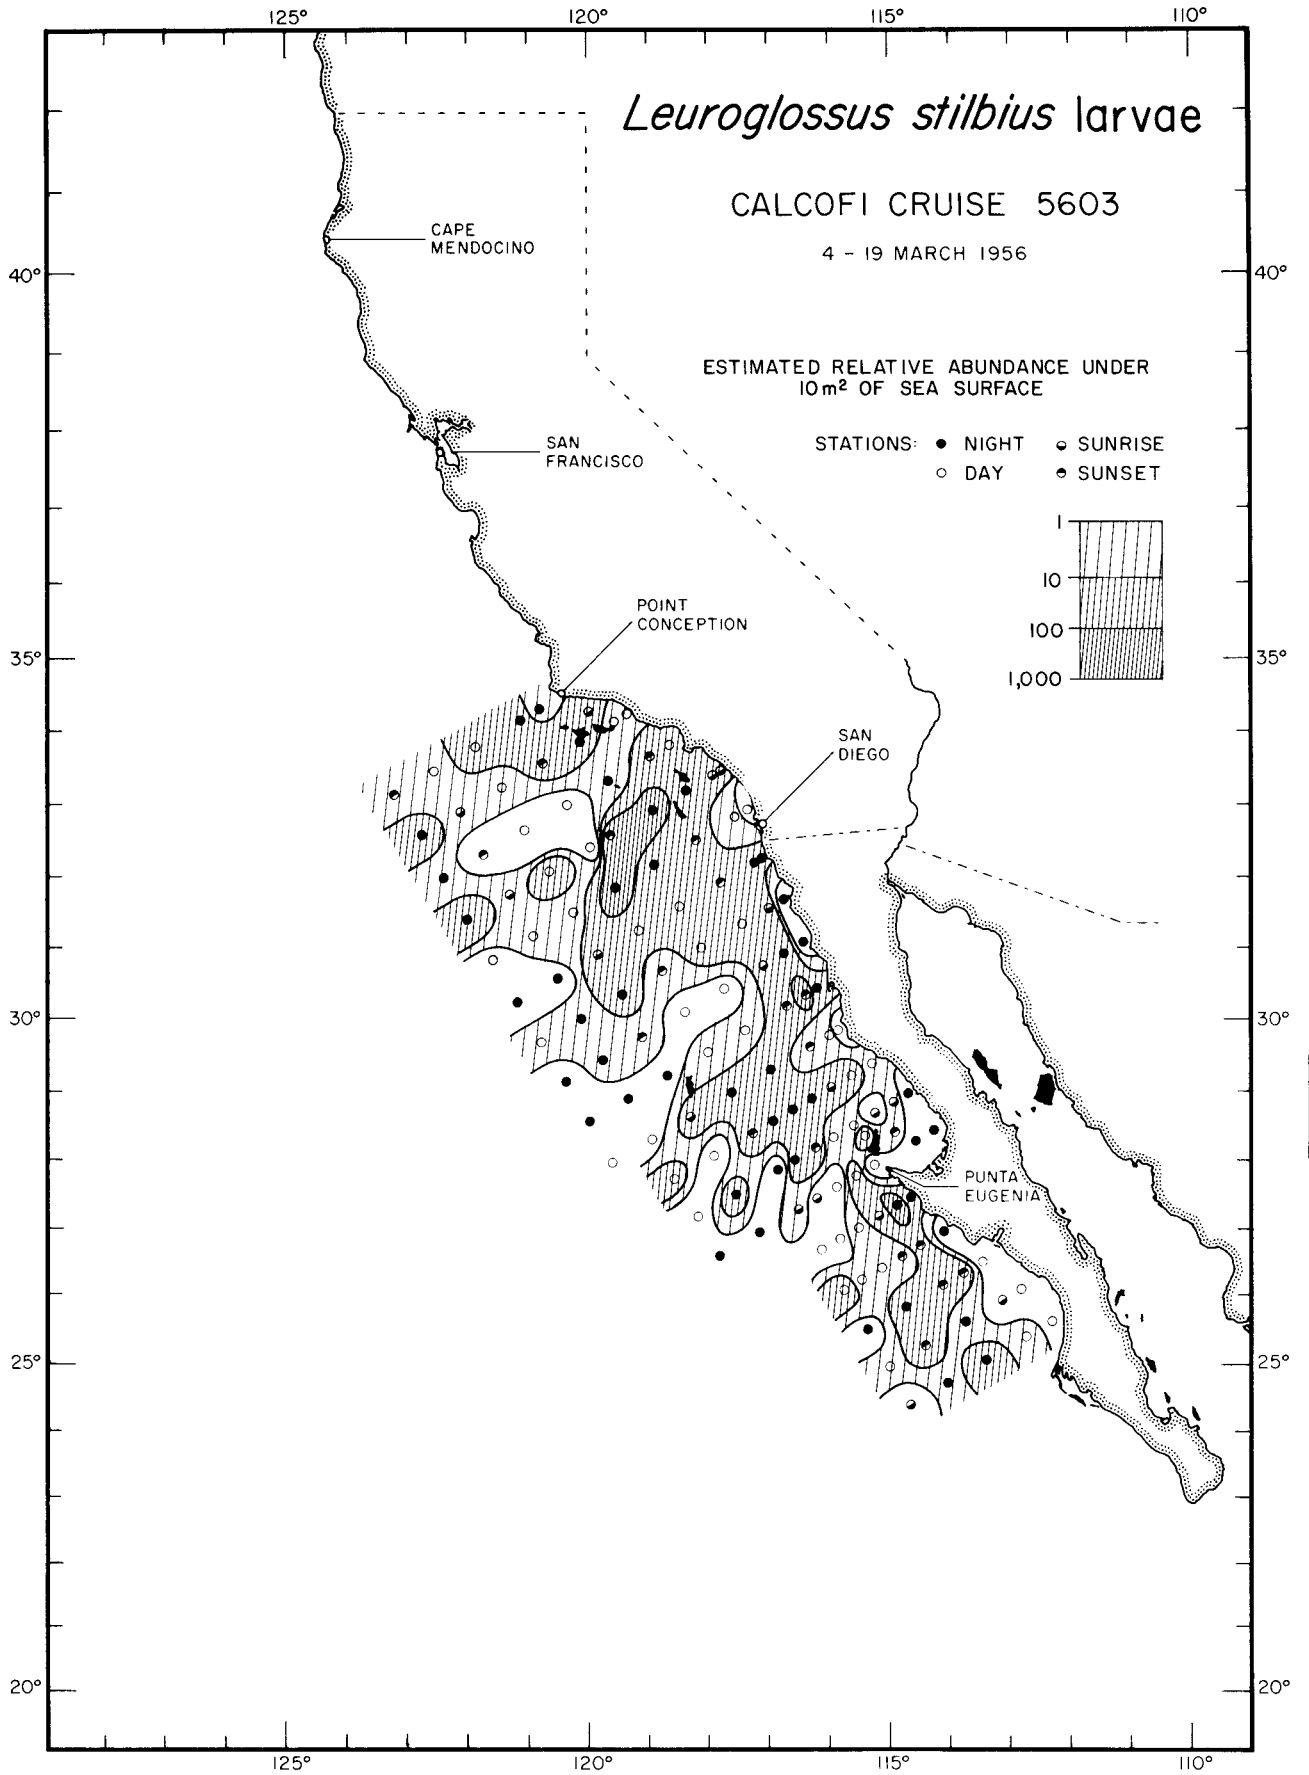 125° 120° 115° 110°
Leuroglossus stilbius larvae
CALCOFI CRUISE 5603
4 – 19 MARCH 1956
CAPE
MENDOCINO
40° 40°
ESTIMATED RELATIVE ABUNDANCE UNDER
10m² OF SEA SURFACE
STATIONS: ● NIGHT ◒ SUNRISE
○ DAY ◓ SUNSET
SAN
FRANCISCO
1
10
100
1,000
POINT
CONCEPTION
35° 35°
SAN
DIEGO
30° 30°
PUNTA
EUGENIA
25° 25°
20° 20°
125° 120° 115° 110°